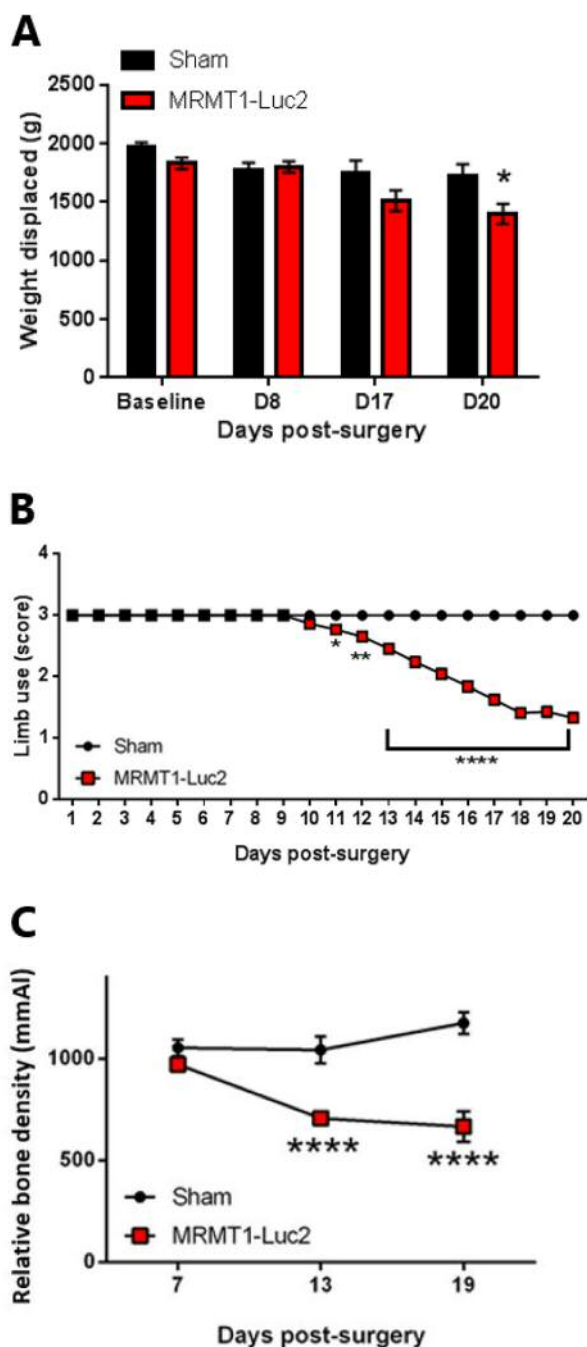 A
Sham
MRMT1-Luc2
Weight displaced (g)
2500
2000
1500
1000
500
0
*
Baseline D8 D17 D20
Days post-surgery
B
Limb use (score)
4
3
2
1
0
* **
****
Sham
MRMT1-Luc2
1 2 3 4 5 6 7 8 9 10 11 12 13 14 15 16 17 18 19 20
Days post-surgery
C
Relative bone density (mmAl)
1000
500
0
**** ****
Sham
MRMT1-Luc2
7 13 19
Days post-surgery